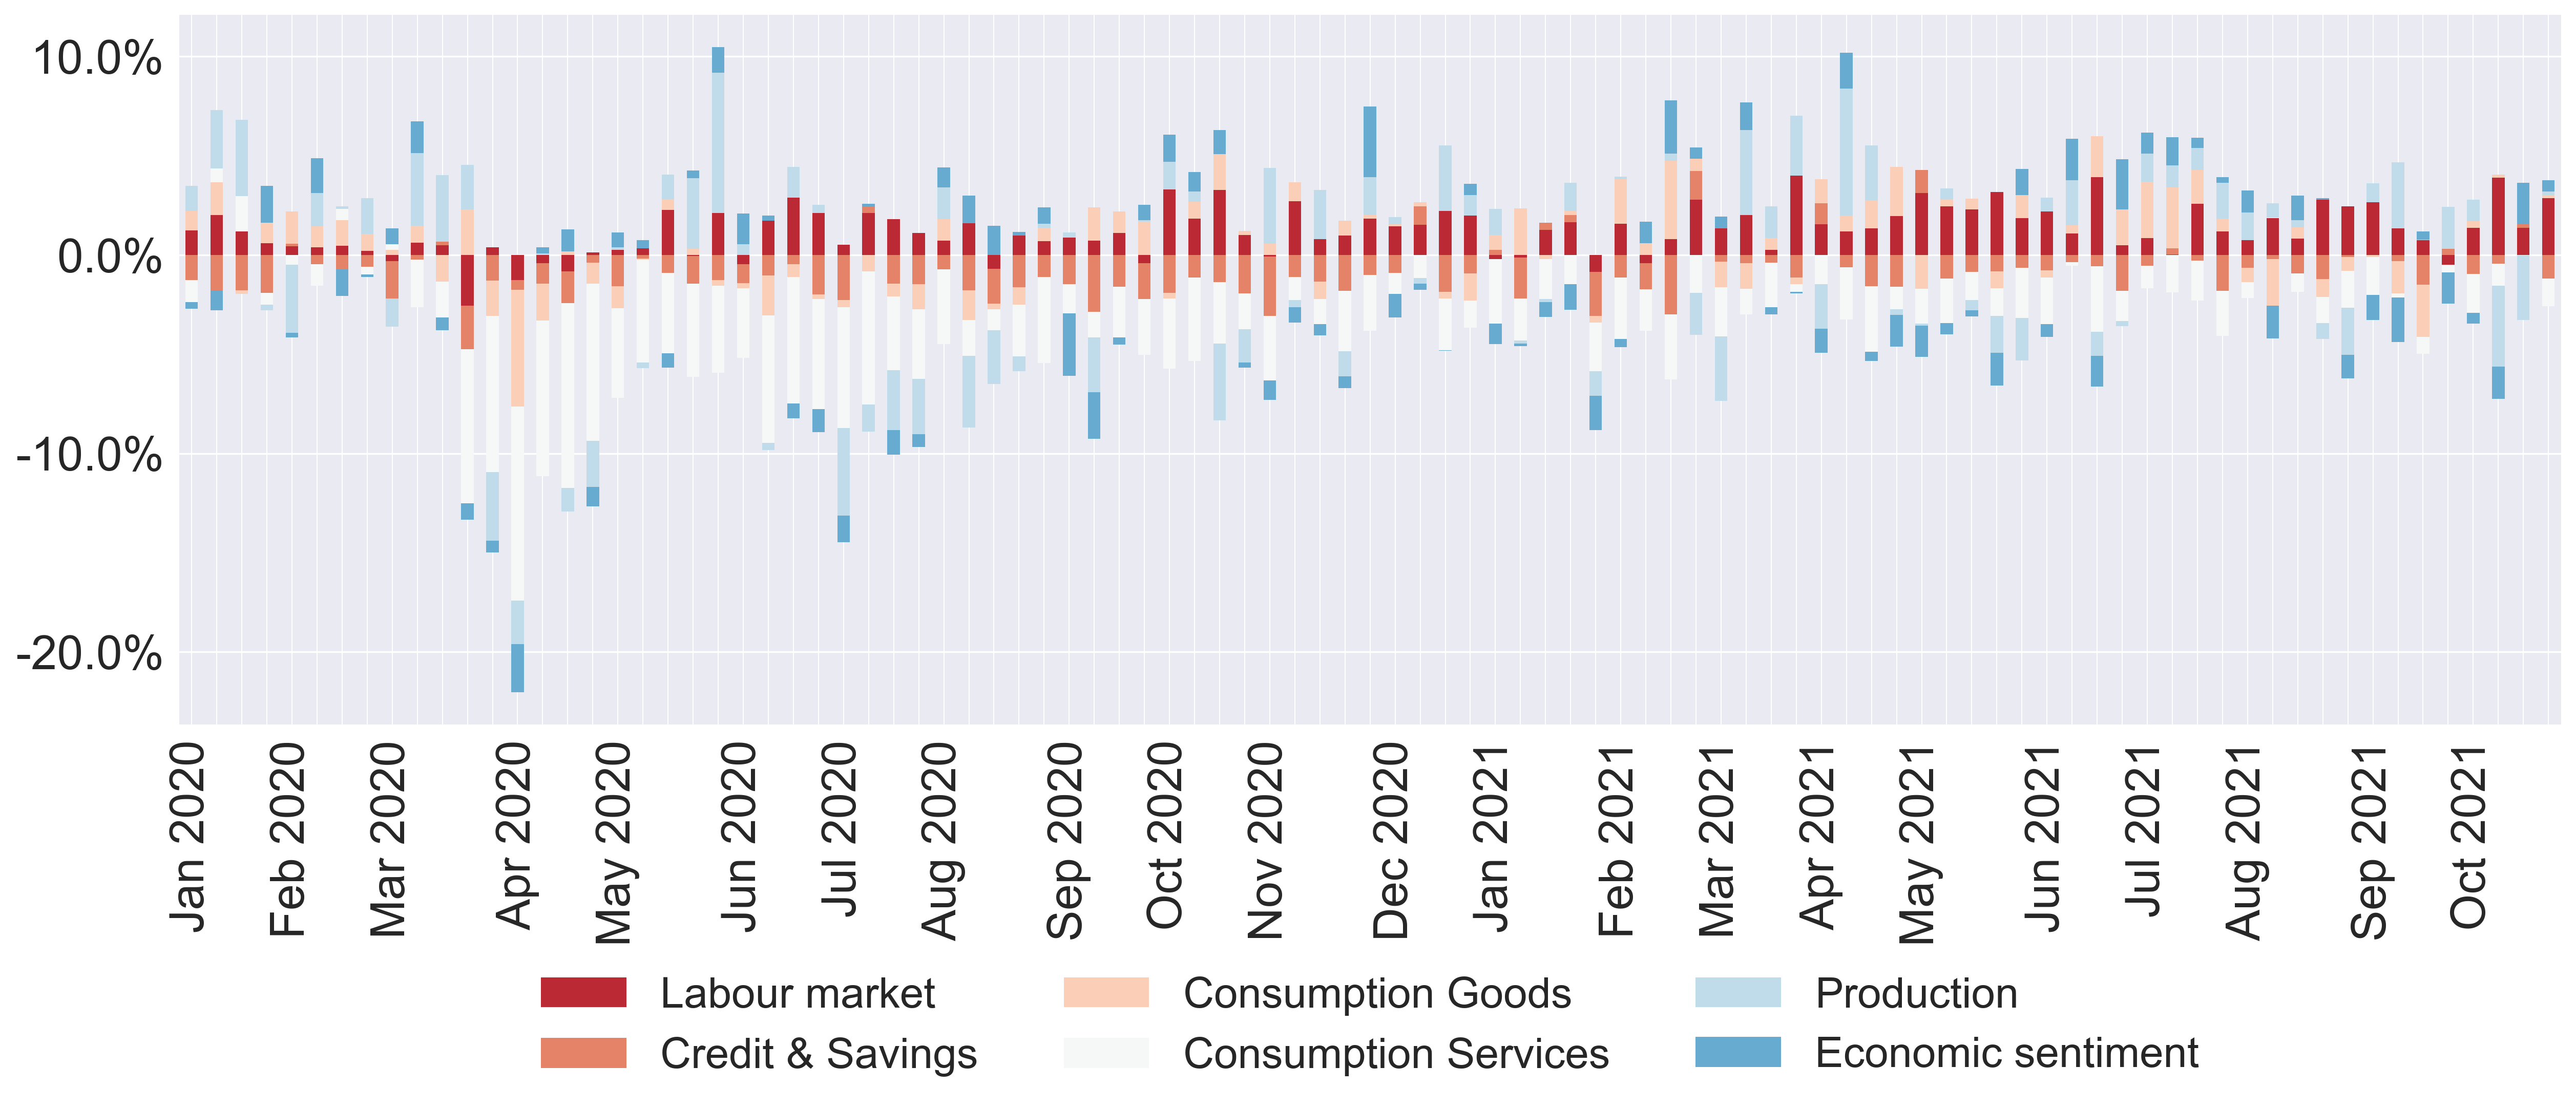 10.0%
0.0%
-10.0%
-20.0%
Jan 2020
Feb 2020
Mar 2020
Apr 2020
May 2020
Jun 2020
Jul 2020
Aug 2020
Sep 2020
Oct 2020
Nov 2020
Dec 2020
Jan 2021
Feb 2021
Mar 2021
Apr 2021
May 2021
Jun 2021
Jul 2021
Aug 2021
Sep 2021
Oct 2021
Labour market
Consumption Goods
Production
Credit & Savings
Consumption Services
Economic sentiment